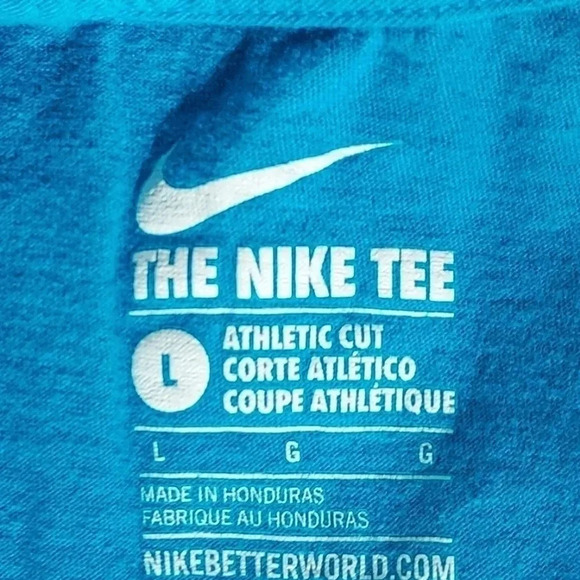 THE NIKE TEE
L
ATHLETIC CUT
CORTE ATLÉTICO
COUPE ATHLÉTIQUE
L G G
MADE IN HONDURAS
FABRIQUE AU HONDURAS
NIKEBETTERWORLD.COM